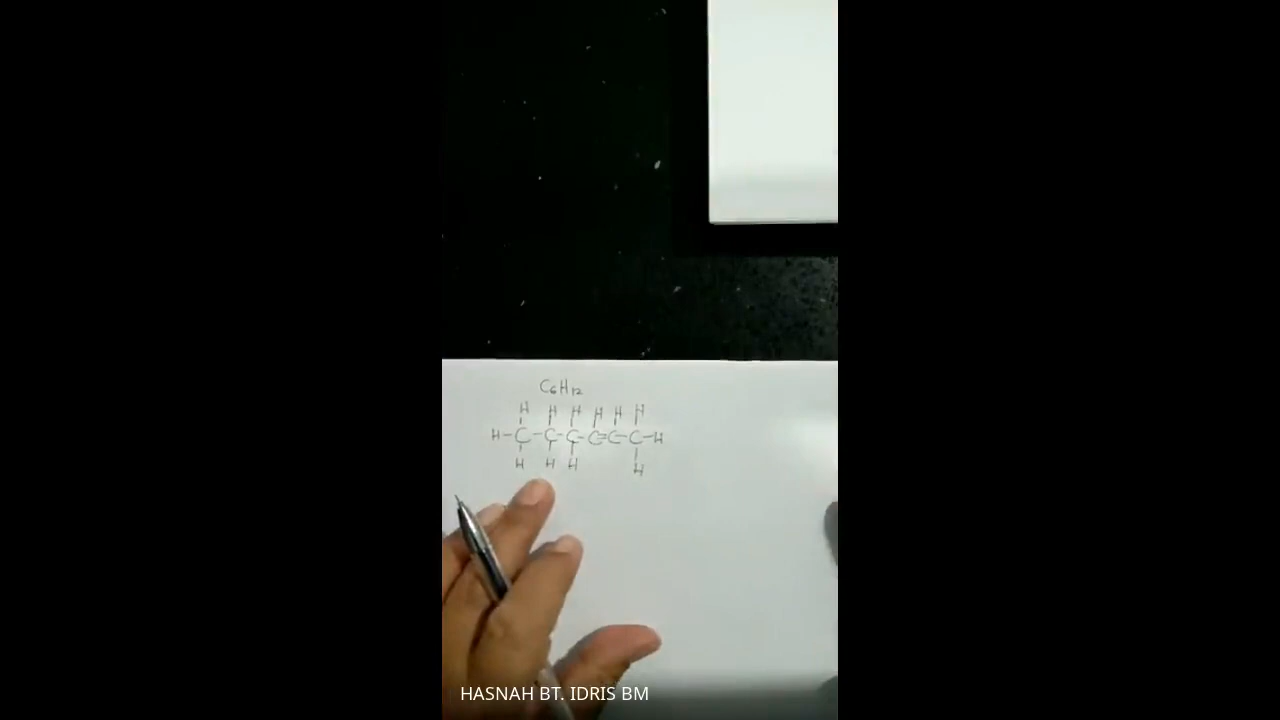 C₆H₁₂
H H H H H H
H-C-C-C-C=C-C-H
H H H H
HASNAH BT. IDRIS BM